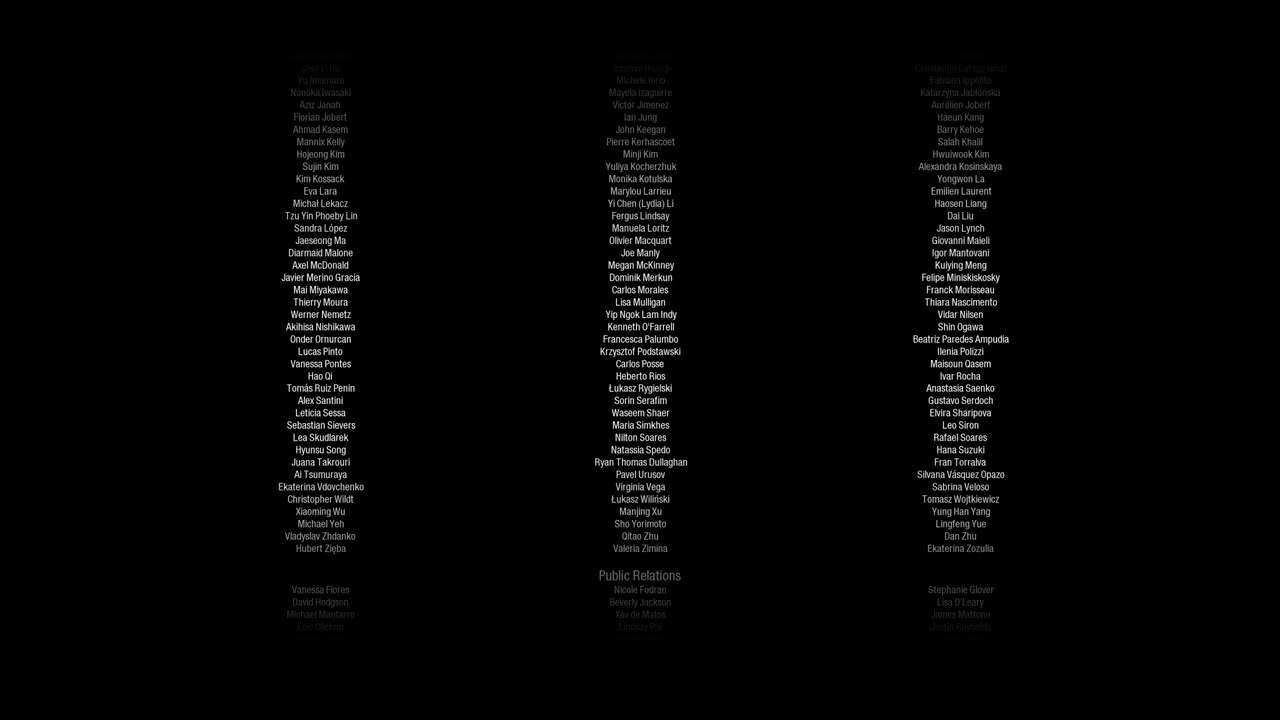 Yu Imamura Michele Iorio Fabiana Ippolito
Nonoka Iwasaki Mayela Izaguirre Katarzyna Jabłońska
Aziz Janah Victor Jimenez Aurélien Jobert
Florian Jobert Ian Jung Haeun Kang
Ahmad Kasem John Keegan Barry Kehoe
Mannix Kelly Pierre Kerhascoet Salah Khalil
Hojeong Kim Minji Kim Hwuiwook Kim
Sujin Kim Yuliya Kocherzhuk Alexandra Kosinskaya
Kim Kossack Monika Kotulska Yongwon La
Eva Lara Marylou Larrieu Emilien Laurent
Michał Lekacz Yi Chen (Lydia) Li Haosen Liang
Tzu Yin Phoeby Lin Fergus Lindsay Dai Liu
Sandra López Manuela Loritz Jason Lynch
Jaeseong Ma Olivier Macquart Giovanni Maieli
Diarmaid Malone Joe Manly Igor Mantovani
Axel McDonald Megan McKinney Kuiying Meng
Javier Merino Gracia Dominik Merkun Felipe Miniskiskosky
Mai Miyakawa Carlos Morales Franck Morisseau
Thierry Moura Lisa Mulligan Thiara Nascimento
Werner Nemetz Yip Ngok Lam Indy Vidar Nilsen
Akihisa Nishikawa Kenneth O'Farrell Shin Ogawa
Onder Ornurcan Francesca Palumbo Beatriz Paredes Ampudia
Lucas Pinto Krzysztof Podstawski Ilenia Polizzi
Vanessa Pontes Carlos Posse Maisoun Qasem
Hao Qi Heberto Rios Ivar Rocha
Tomás Ruiz Penin Łukasz Rygielski Anastasia Saenko
Alex Santini Sorin Serafim Gustavo Serdoch
Leticia Sessa Waseem Shaer Elvira Sharipova
Sebastian Sievers Maria Simkhes Leo Siron
Lea Skudlarek Nilton Soares Rafael Soares
Hyunsu Song Natassia Spedo Hana Suzuki
Juana Takrouri Ryan Thomas Dullaghan Fran Torralva
Ai Tsumuraya Pavel Urusov Silvana Vásquez Opazo
Ekaterina Vdovchenko Virginia Vega Sabrina Veloso
Christopher Wildt Łukasz Wiliński Tomasz Wojtkiewicz
Xiaoming Wu Manjing Xu Yung Han Yang
Michael Yeh Sho Yorimoto Lingfeng Yue
Vladyslav Zhdanko Qitao Zhu Dan Zhu
Hubert Zięba Valeria Zimina Ekaterina Zozulia
Public Relations
Vanessa Flores Nicole Fodran Stephanie Glover
David Hodgson Beverly Jackson Lisa O'Leary
Michael Mantarro Xav de Matos James Mattone
Lindsay Pai Justin Reynolds